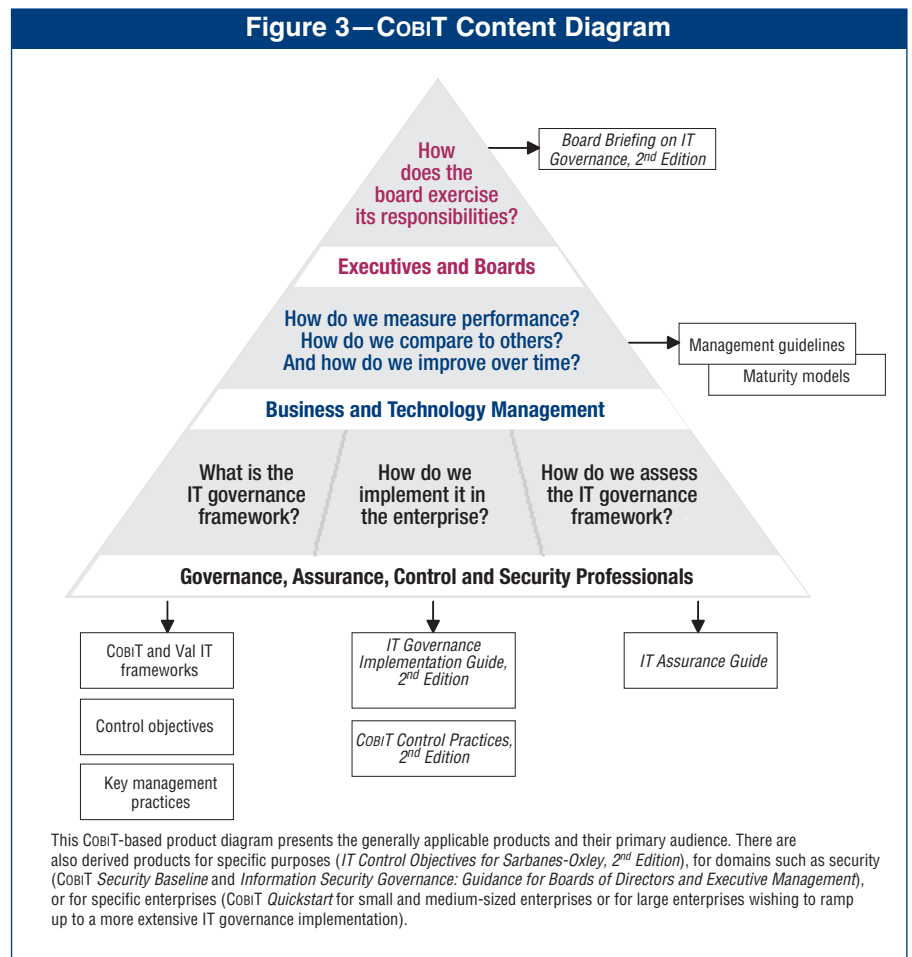 Figure 3—COBIT Content Diagram
How
does the
board exercise
its responsibilities?
Board Briefing on IT
Governance, 2nd Edition
Executives and Boards
How do we measure performance?
How do we compare to others?
And how do we improve over time?
Management guidelines
Maturity models
Business and Technology Management
What is the
IT governance
framework?
How do we
implement it in
the enterprise?
How do we assess
the IT governance
framework?
Governance, Assurance, Control and Security Professionals
COBIT and Val IT
frameworks
Control objectives
Key management
practices
IT Governance
Implementation Guide,
2nd Edition
COBIT Control Practices,
2nd Edition
IT Assurance Guide
This COBIT-based product diagram presents the generally applicable products and their primary audience. There are
also derived products for specific purposes (IT Control Objectives for Sarbanes-Oxley, 2nd Edition), for domains such as security
(COBIT Security Baseline and Information Security Governance: Guidance for Boards of Directors and Executive Management),
or for specific enterprises (COBIT Quickstart for small and medium-sized enterprises or for large enterprises wishing to ramp
up to a more extensive IT governance implementation).